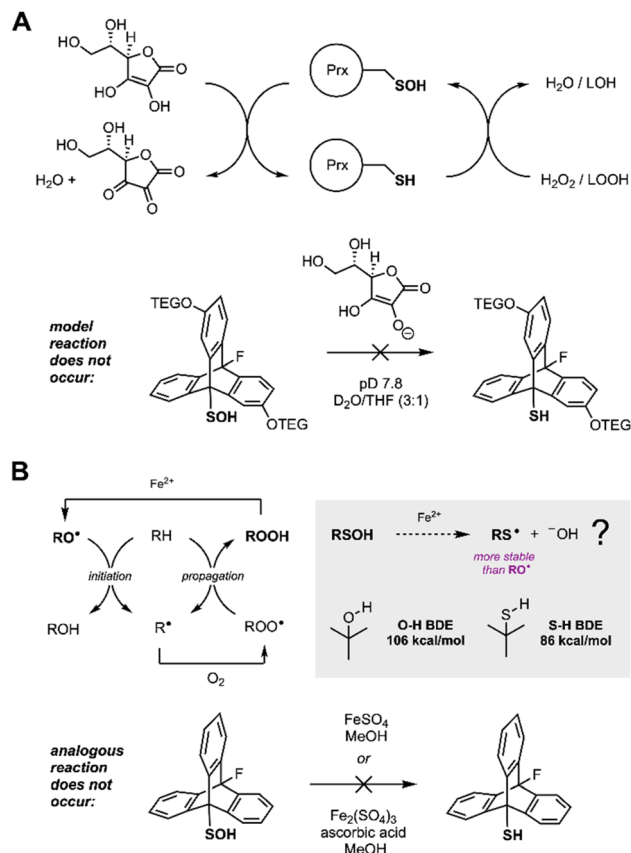 A
OH
HO
H
O
O
HO
OH
Prx
SOH
H₂O / LOH
OH
HO
H
O
O
H₂O +
O
O
Prx
SH
H₂O₂ / LOOH
model
reaction
does not
occur:
TEGO
F
SOH
OTEG
OH
HO
H
O
O
HO
O⊖
pD 7.8
D₂O/THF (3:1)
TEGO
F
SH
OTEG
B
Fe²⁺
RO•
RH
ROOH
initiation
propagation
ROH
R•
ROO•
O₂
RSOH
Fe²⁺
RS• + ⁻OH ?
more stable
than RO•
O H
O-H BDE
106 kcal/mol
S H
S-H BDE
86 kcal/mol
analogous
reaction
does not
occur:
F
SOH
FeSO₄
MeOH
or
Fe₂(SO₄)₃
ascorbic acid
MeOH
F
SH